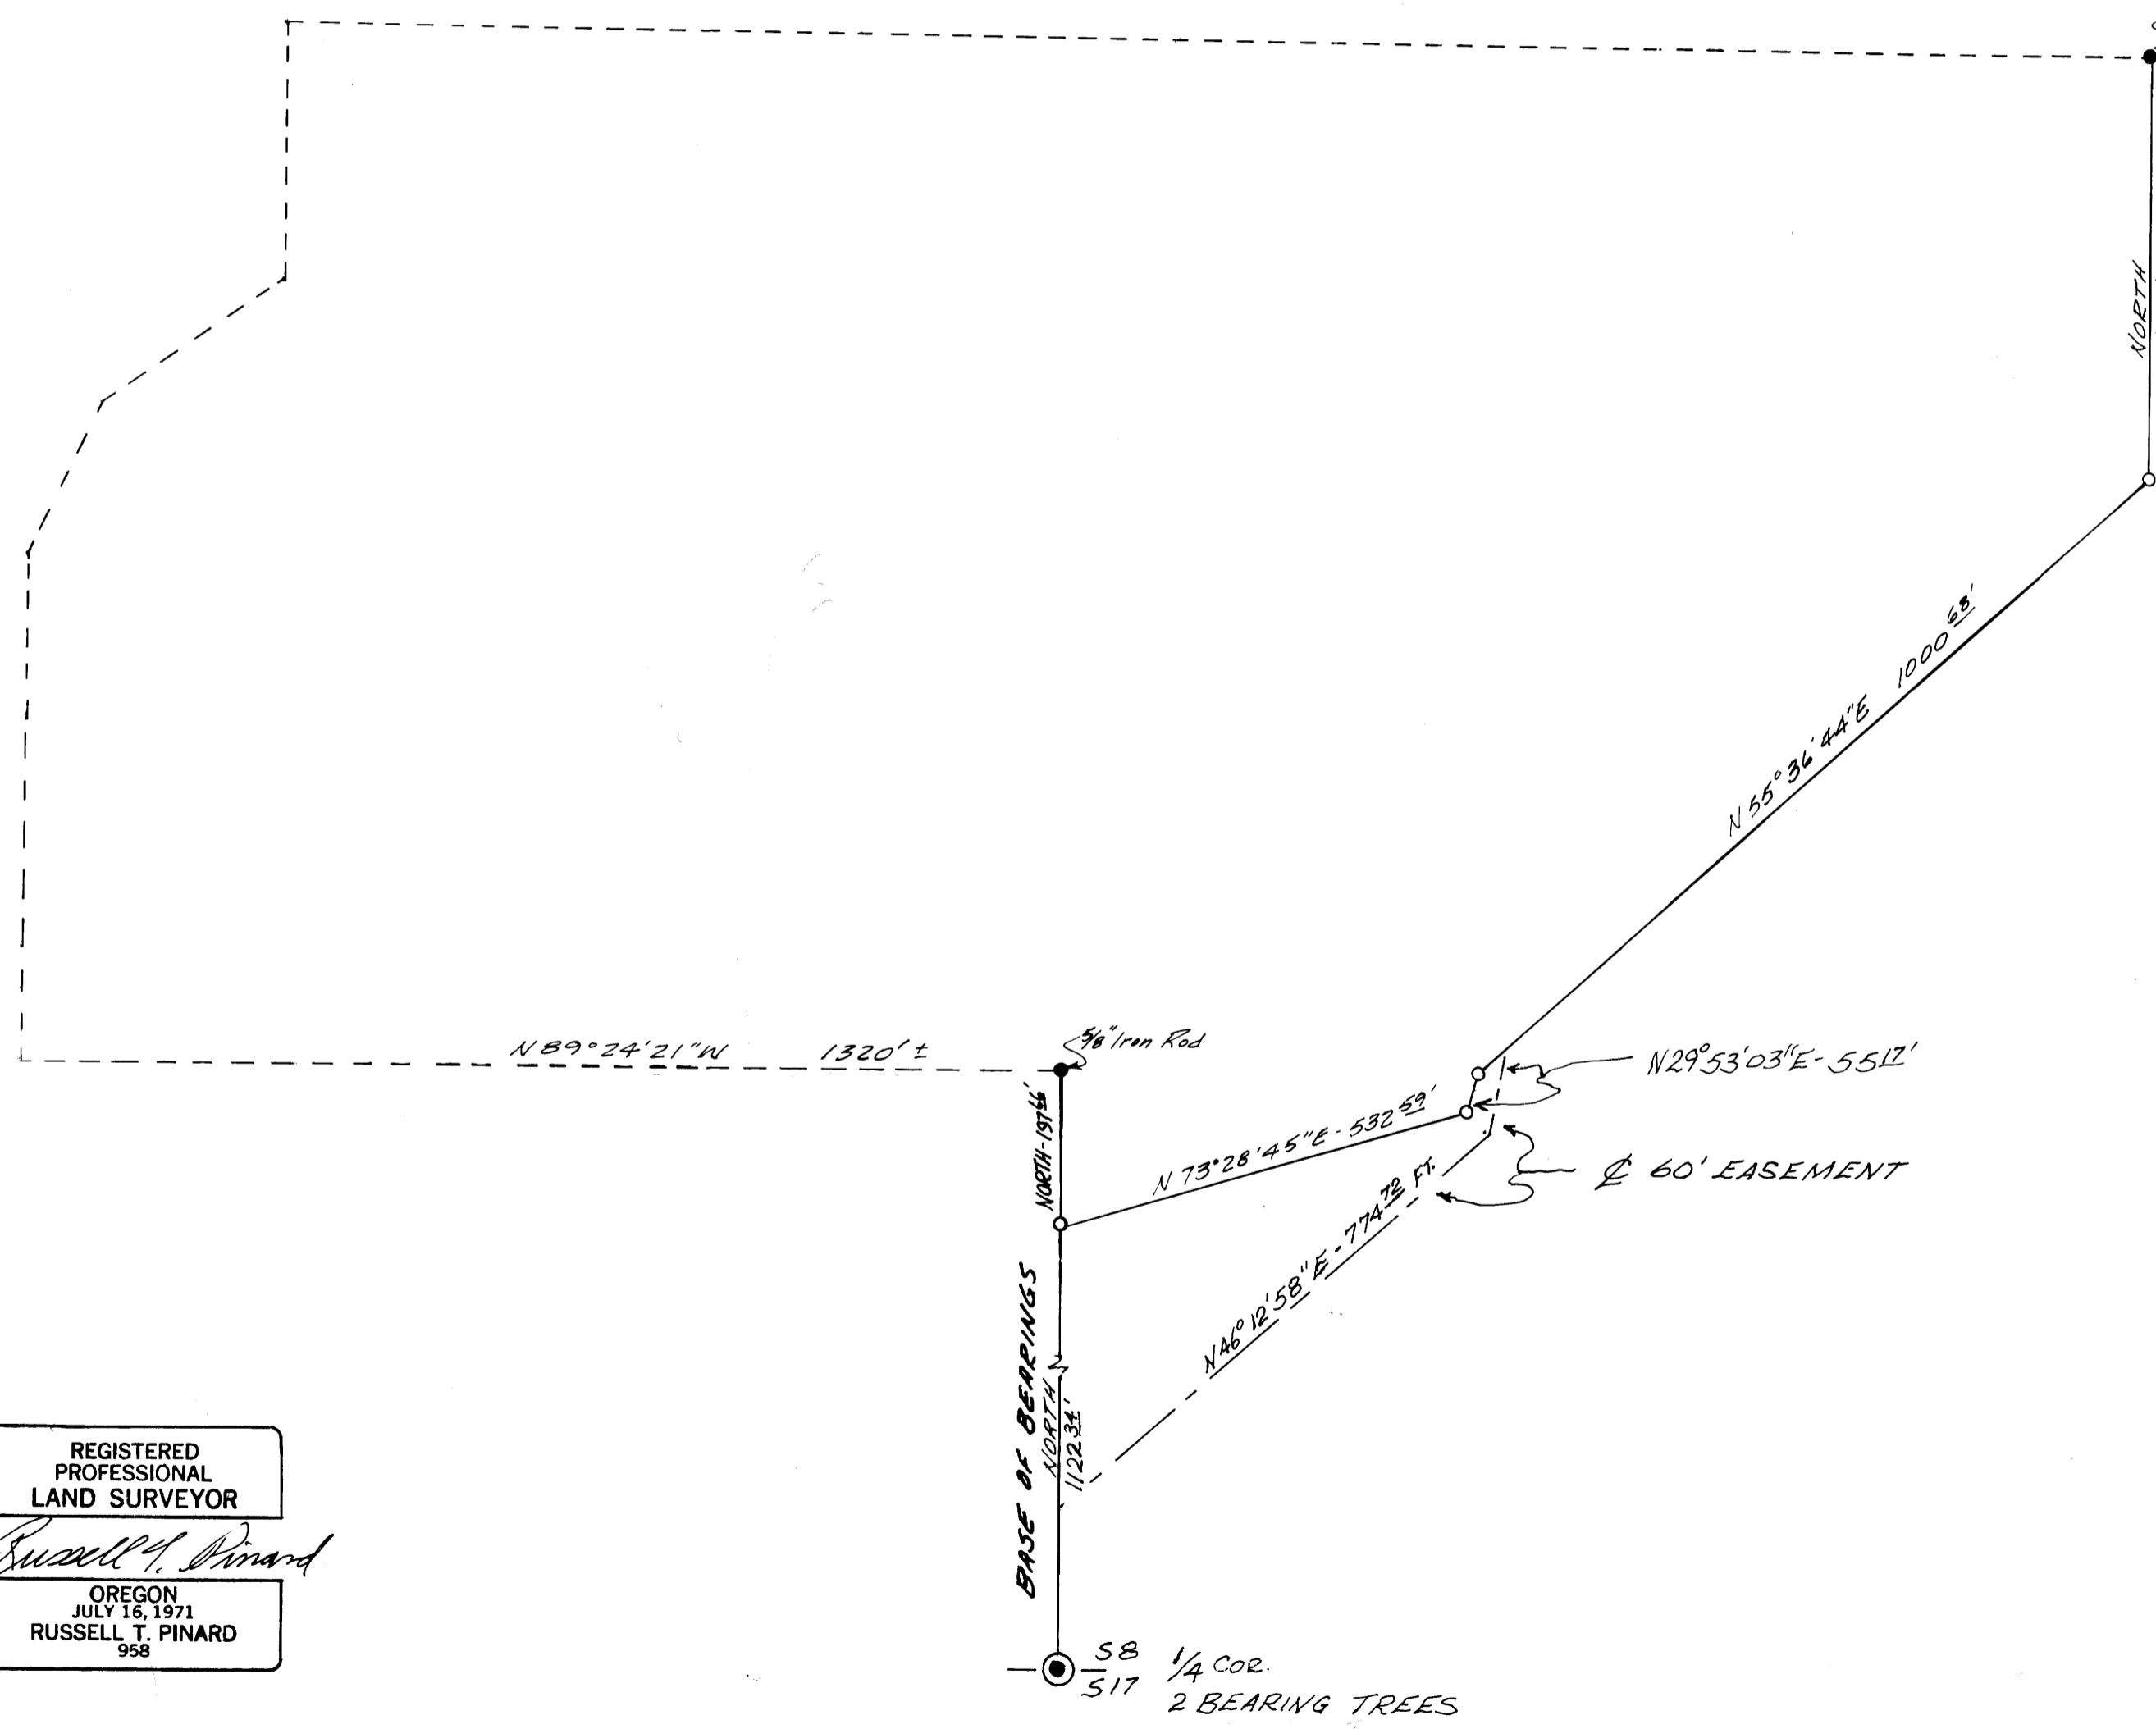 NORTH
N 55° 36' 44" E 1000 68'
5/8" Iron Rod
N 89° 24' 21" W 1320' ±
N 29° 53' 03" E - 55 17'
NORTH - 197 66'
N 73° 28' 45" E - 532 59'
₵ 60' EASEMENT
N 46° 12' 58" E - 774 72 FT.
BASE OF BEARINGS
NORTH
1122 34'
REGISTERED
PROFESSIONAL
LAND SURVEYOR
Russell T. Pinard
OREGON
JULY 16, 1971
RUSSELL T. PINARD
958
S8
S17
1/4 COR.
2 BEARING TREES